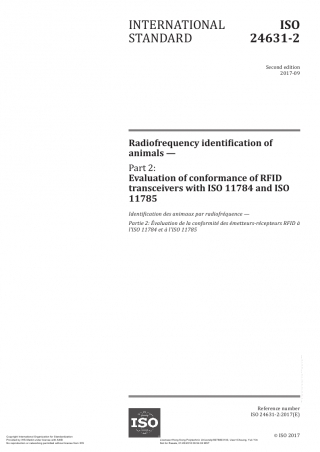 INTERNATIONAL
STANDARD
ISO
24631-2
Second edition
2017-09
Radiofrequency identification of
animals —
Part 2:
Evaluation of conformance of RFID
transceivers with ISO 11784 and ISO
11785
Identification des animaux par radiofréquence —
Partie 2: Évaluation de la conformité des émetteurs-récepteurs RFID à
l'ISO 11784 et à l'ISO 11785
Reference number
ISO 24631-2:2017(E)
ISO
© ISO 2017